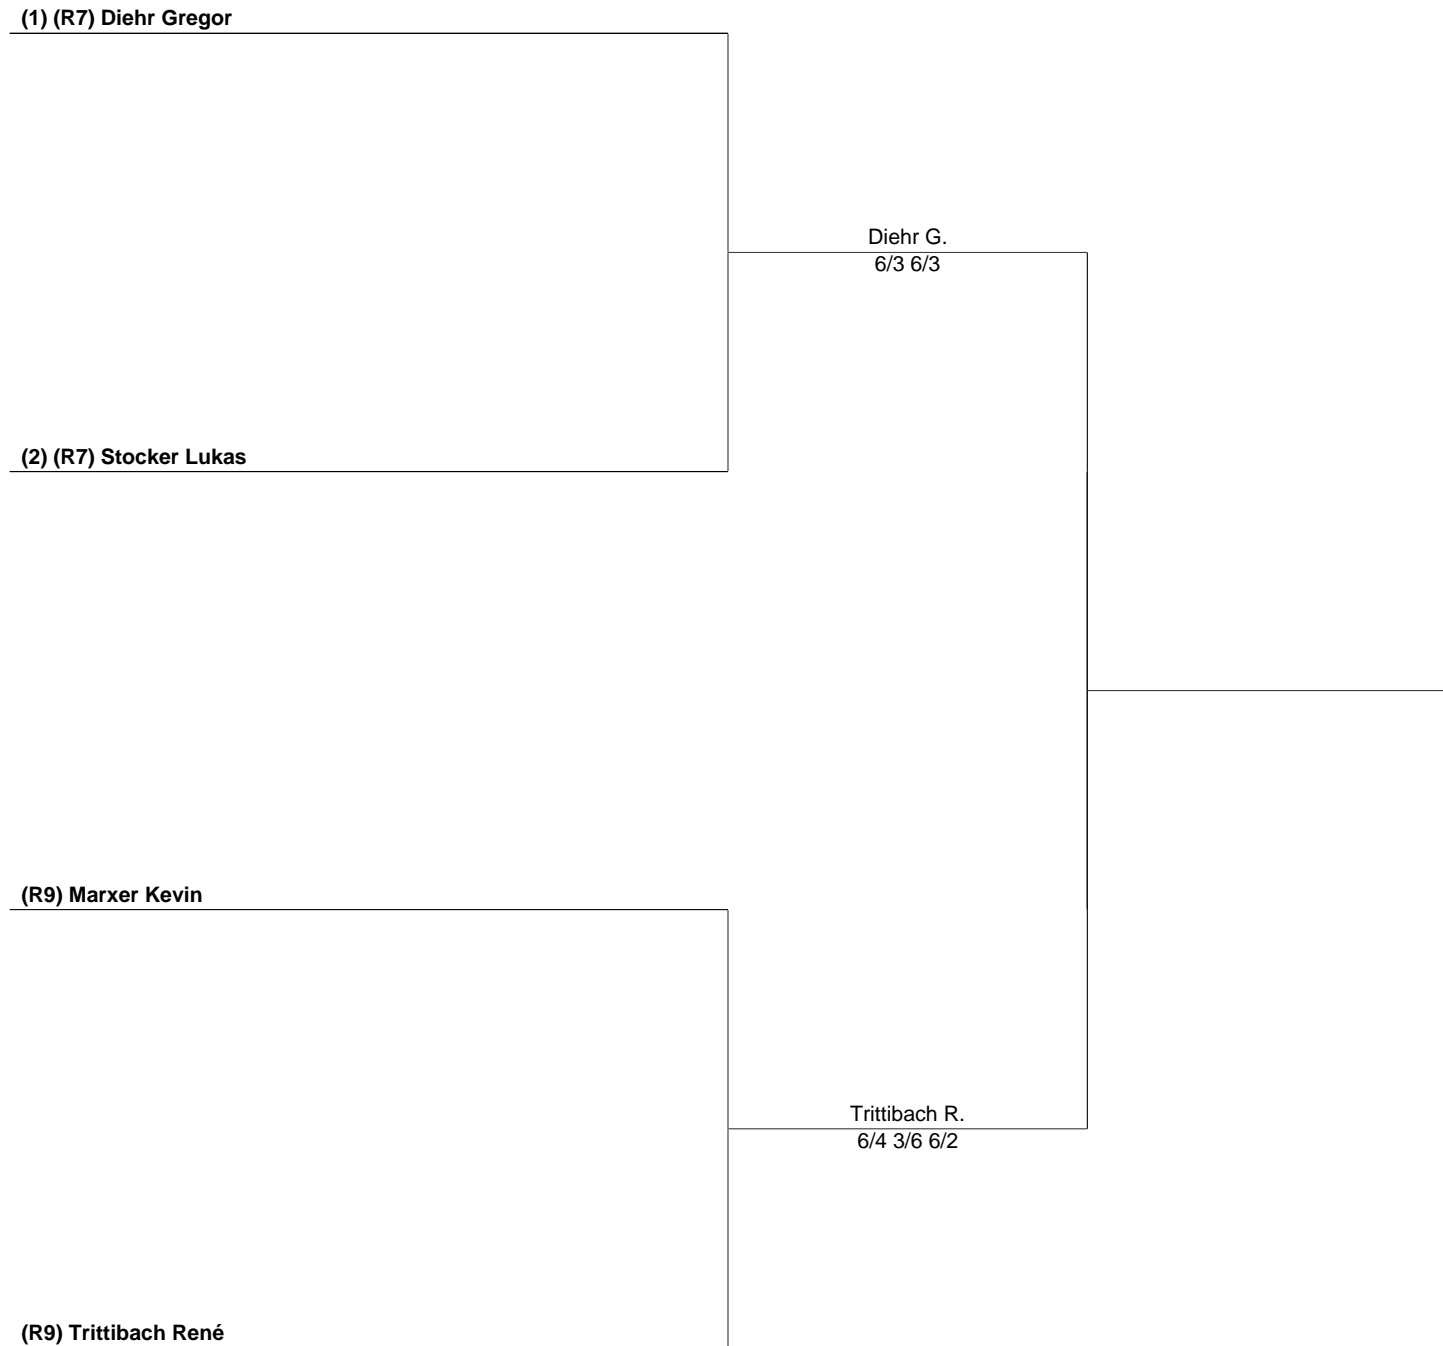 (1) (R7) Diehr Gregor
Diehr G.
6/3 6/3
(2) (R7) Stocker Lukas
(R9) Marxer Kevin
Trittibach R.
6/4 3/6 6/2
(R9) Trittibach René